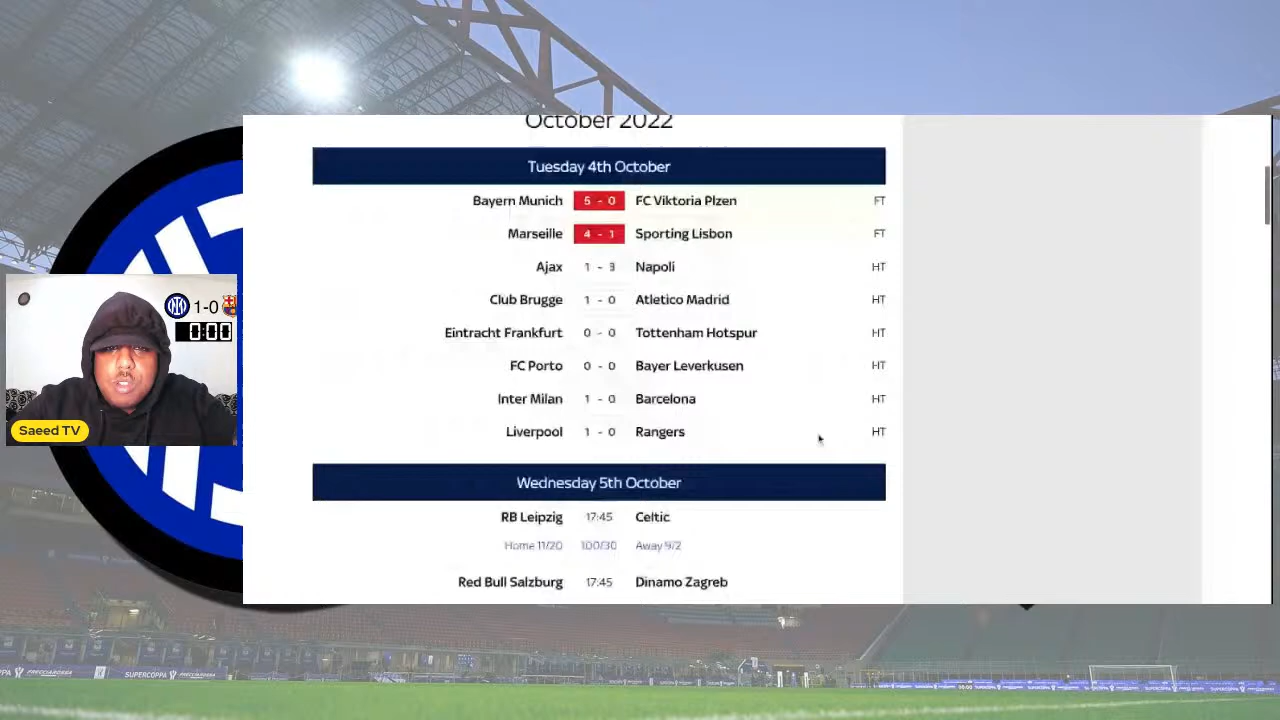 October 2022
Tuesday 4th October
Bayern Munich 5 - 0 FC Viktoria Plzen FT
Marseille 4 - 1 Sporting Lisbon FT
Ajax 1 - 3 Napoli HT
Club Brugge 1 - 0 Atletico Madrid HT
Eintracht Frankfurt 0 - 0 Tottenham Hotspur HT
FC Porto 0 - 0 Bayer Leverkusen HT
Inter Milan 1 - 0 Barcelona HT
Liverpool 1 - 0 Rangers HT
Wednesday 5th October
RB Leipzig 17:45 Celtic
Home 11/20 100/30 Away 9/2
Red Bull Salzburg 17:45 Dinamo Zagreb
1-0
0:00
Saeed TV
FRECCIAROSSA
SUPERCOPPA